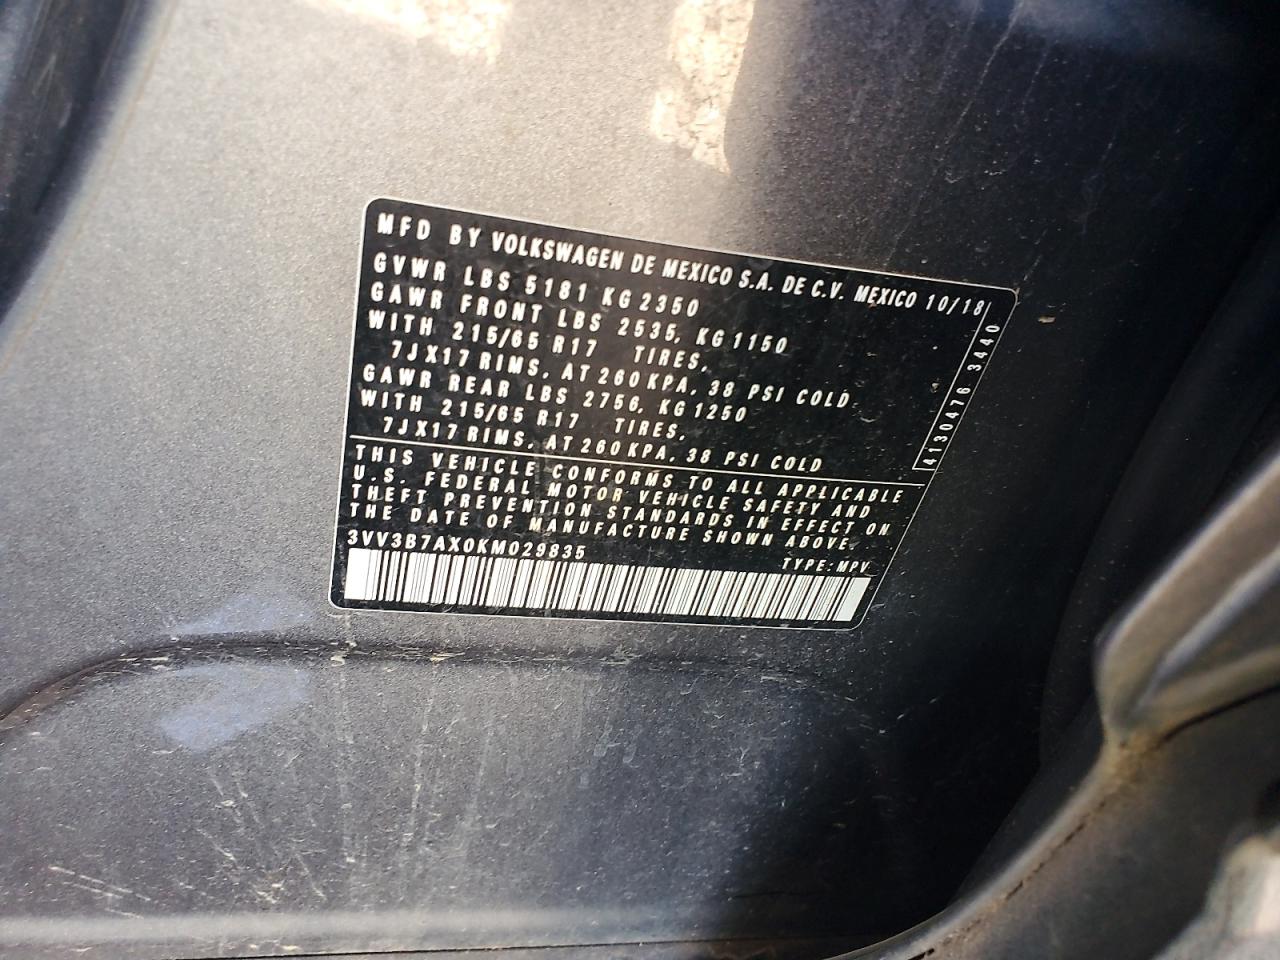 MFD BY VOLKSWAGEN DE MEXICO S.A. DE C.V. MEXICO 10/18
GVWR LBS 5181 KG 2350
GAWR FRONT LBS 2535, KG 1150
WITH 215/65 R17 TIRES,
7JX17 RIMS, AT 260 KPA, 38 PSI COLD
GAWR REAR LBS 2756, KG 1250
WITH 215/65 R17 TIRES,
7JX17 RIMS, AT 260 KPA, 38 PSI COLD
4130476 3440
THIS VEHICLE CONFORMS TO ALL APPLICABLE
U.S. FEDERAL MOTOR VEHICLE SAFETY AND
THEFT PREVENTION STANDARDS IN EFFECT ON
THE DATE OF MANUFACTURE SHOWN ABOVE.
3VV3B7AX0KM029835 TYPE: MPV